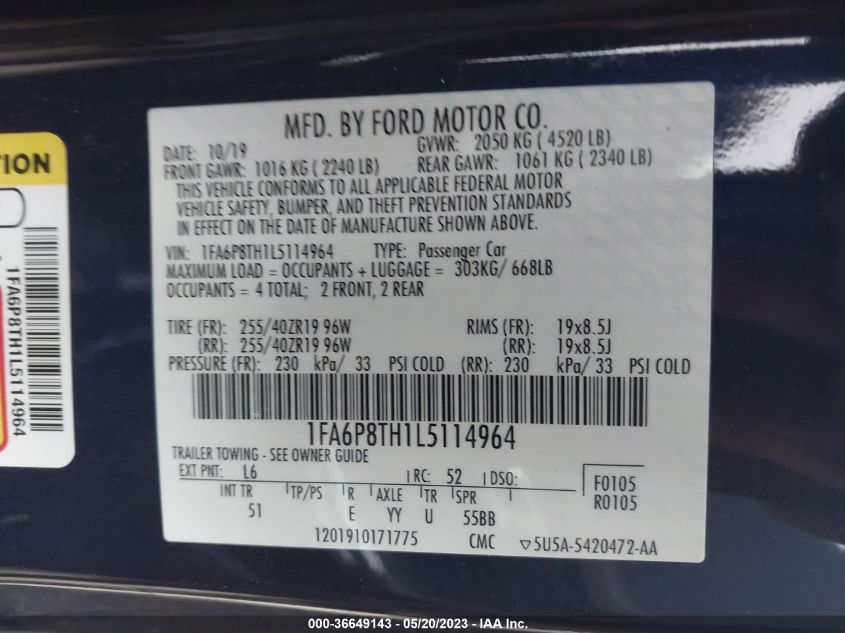 MFD. BY FORD MOTOR CO.
DATE: 10/19
GVWR: 2050 KG ( 4520 LB)
FRONT GAWR: 1016 KG ( 2240 LB)
REAR GAWR: 1061 KG ( 2340 LB)
THIS VEHICLE CONFORMS TO ALL APPLICABLE FEDERAL MOTOR
VEHICLE SAFETY, BUMPER, AND THEFT PREVENTION STANDARDS
IN EFFECT ON THE DATE OF MANUFACTURE SHOWN ABOVE.
VIN: 1FA6P8TH1L5114964 TYPE: Passenger Car
MAXIMUM LOAD = OCCUPANTS + LUGGAGE = 303KG/ 668LB
OCCUPANTS = 4 TOTAL; 2 FRONT, 2 REAR
TIRE (FR): 255/40ZR19 96W RIMS (FR): 19x8.5J
(RR): 255/40ZR19 96W (RR): 19x8.5J
PRESSURE (FR): 230 kPa/ 33 PSI COLD (RR): 230 kPa/ 33 PSI COLD
1FA6P8TH1L5114964
TRAILER TOWING - SEE OWNER GUIDE
EXT PNT: L6 RC: 52 DSO:
F0105
R0105
INT TR TP/PS R AXLE TR SPR
51 E YY U 55BB
1201910171775 CMC ▽5U5A-5420472-AA
TION
1FA6P8TH1L5114964
000-36649143 - 05/20/2023 - IAAI.COM